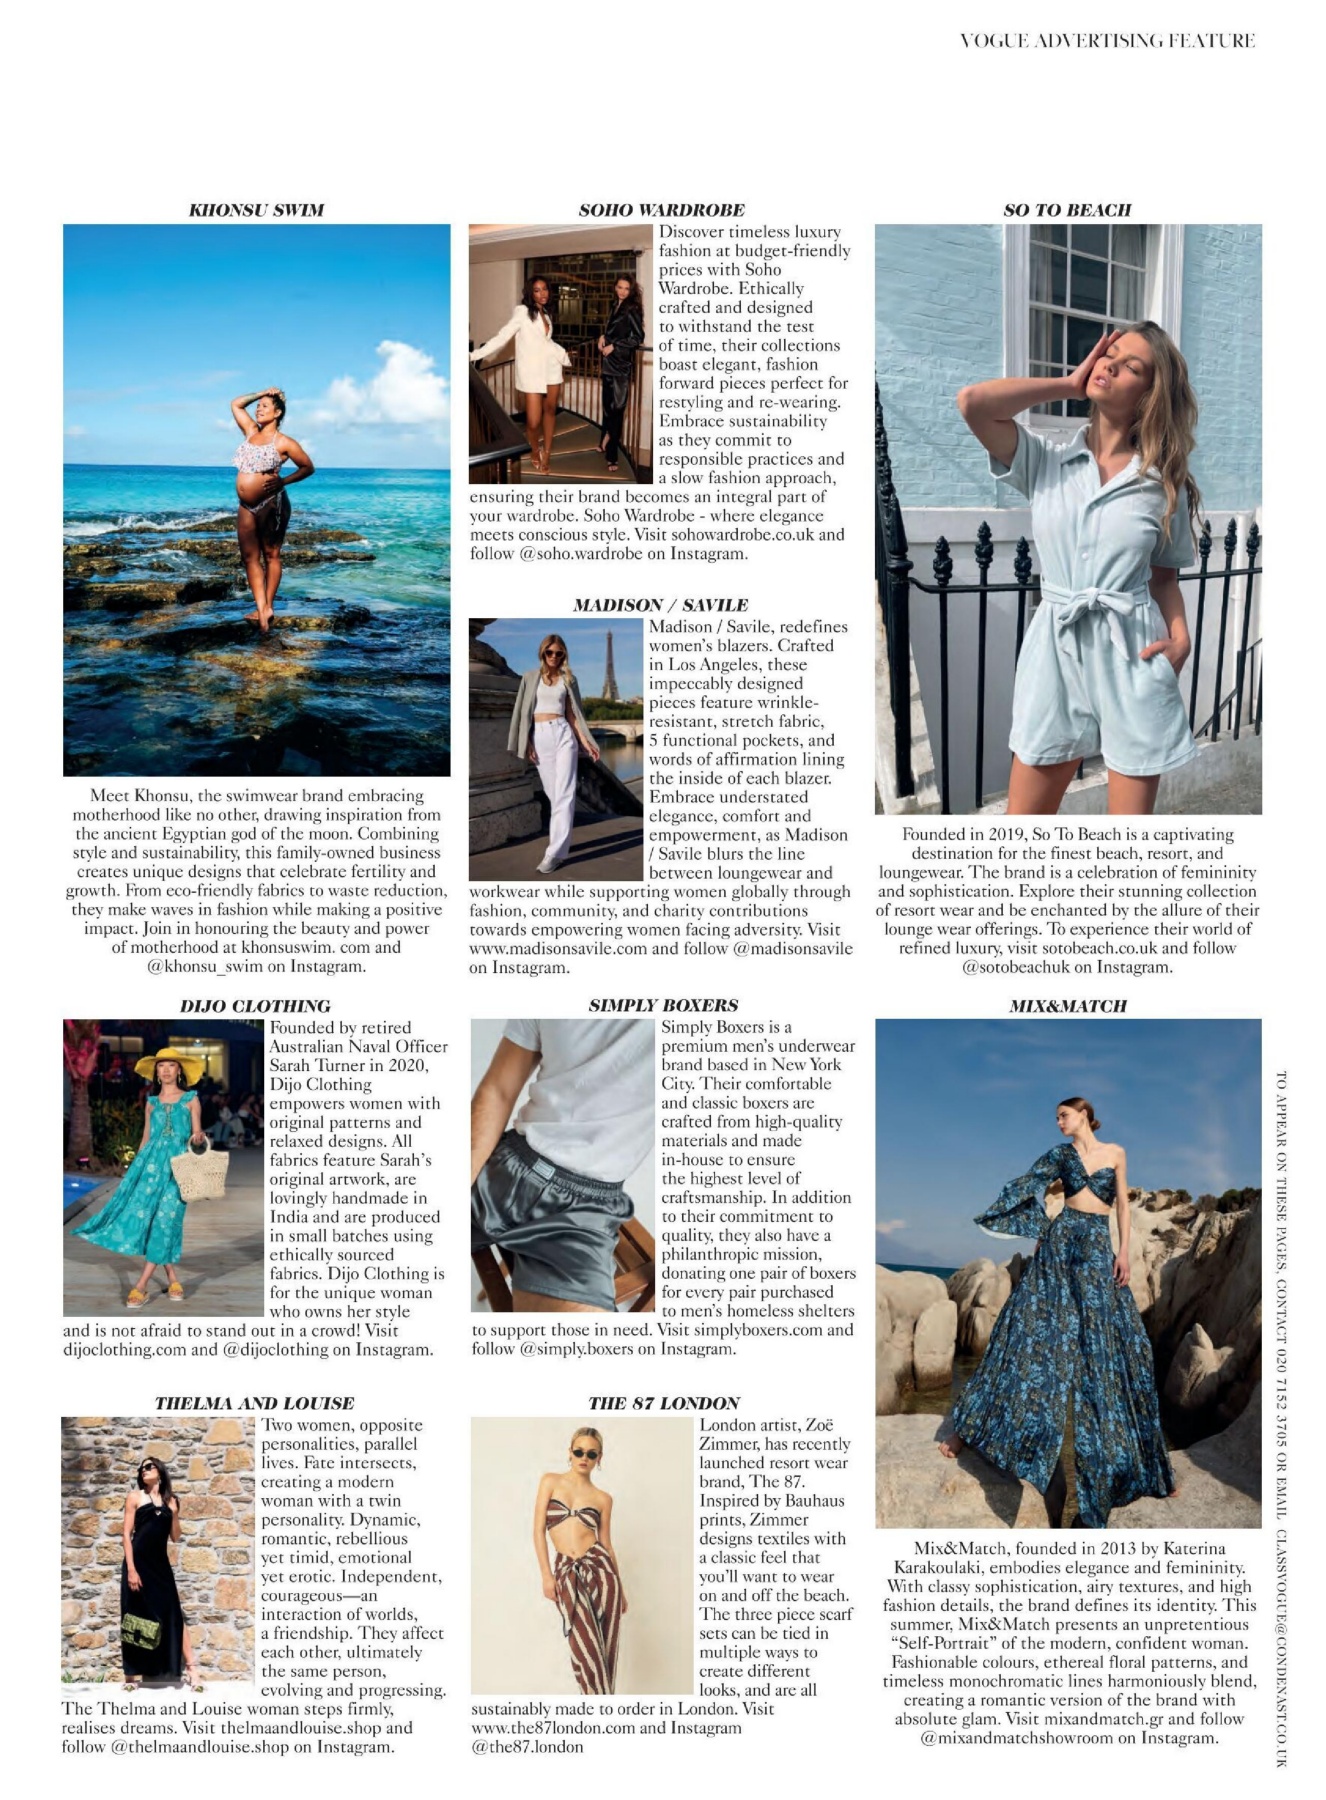 VOGUE ADVERTISING FEATURE
KHONSU SWIM
Meet Khonsu, the swimwear brand embracing
motherhood like no other, drawing inspiration from
the ancient Egyptian god of the moon. Combining
style and sustainability, this family-owned business
creates unique designs that celebrate fertility and
growth. From eco-friendly fabrics to waste reduction,
they make waves in fashion while making a positive
impact. Join in honouring the beauty and power
of motherhood at khonsuswim. com and
@khonsu_swim on Instagram.
SOHO WARDROBE
Discover timeless luxury
fashion at budget-friendly
prices with Soho
Wardrobe. Ethically
crafted and designed
to withstand the test
of time, their collections
boast elegant, fashion
forward pieces perfect for
restyling and re-wearing.
Embrace sustainability
as they commit to
responsible practices and
a slow fashion approach,
ensuring their brand becomes an integral part of
your wardrobe. Soho Wardrobe - where elegance
meets conscious style. Visit sohowardrobe.co.uk and
follow @soho.wardrobe on Instagram.
MADISON / SAVILE
Madison / Savile, redefines
women's blazers. Crafted
in Los Angeles, these
impeccably designed
pieces feature wrinkle-
resistant, stretch fabric,
5 functional pockets, and
words of affirmation lining
the inside of each blazer.
Embrace understated
elegance, comfort and
empowerment, as Madison
/ Savile blurs the line
between loungewear and
workwear while supporting women globally through
fashion, community, and charity contributions
towards empowering women facing adversity. Visit
www.madisonsavile.com and follow @madisonsavile
on Instagram.
SO TO BEACH
Founded in 2019, So To Beach is a captivating
destination for the finest beach, resort, and
loungewear. The brand is a celebration of femininity
and sophistication. Explore their stunning collection
of resort wear and be enchanted by the allure of their
lounge wear offerings. To experience their world of
refined luxury, visit sotobeach.co.uk and follow
@sotobeachuk on Instagram.
DIJO CLOTHING
Founded by retired
Australian Naval Officer
Sarah Turner in 2020,
Dijo Clothing
empowers women with
original patterns and
relaxed designs. All
fabrics feature Sarah's
original artwork, are
lovingly handmade in
India and are produced
in small batches using
ethically sourced
fabrics. Dijo Clothing is
for the unique woman
who owns her style
and is not afraid to stand out in a crowd! Visit
dijoclothing.com and @dijoclothing on Instagram.
SIMPLY BOXERS
Simply Boxers is a
premium men's underwear
brand based in New York
City. Their comfortable
and classic boxers are
crafted from high-quality
materials and made
in-house to ensure
the highest level of
craftsmanship. In addition
to their commitment to
quality, they also have a
philanthropic mission,
donating one pair of boxers
for every pair purchased
to men's homeless shelters
to support those in need. Visit simplyboxers.com and
follow @simply.boxers on Instagram.
MIX&MATCH
Mix&Match, founded in 2013 by Katerina
Karakoulaki, embodies elegance and femininity.
With classy sophistication, airy textures, and high
fashion details, the brand defines its identity. This
summer, Mix&Match presents an unpretentious
“Self-Portrait” of the modern, confident woman.
Fashionable colours, ethereal floral patterns, and
timeless monochromatic lines harmoniously blend,
creating a romantic version of the brand with
absolute glam. Visit mixandmatch.gr and follow
@mixandmatchshowroom on Instagram.
THELMA AND LOUISE
Two women, opposite
personalities, parallel
lives. Fate intersects,
creating a modern
woman with a twin
personality. Dynamic,
romantic, rebellious
yet timid, emotional
yet erotic. Independent,
courageous—an
interaction of worlds,
a friendship. They affect
each other, ultimately
the same person,
evolving and progressing.
The Thelma and Louise woman steps firmly,
realises dreams. Visit thelmaandlouise.shop and
follow @thelmaandlouise.shop on Instagram.
THE 87 LONDON
London artist, Zoë
Zimmer, has recently
launched resort wear
brand, The 87.
Inspired by Bauhaus
prints, Zimmer
designs textiles with
a classic feel that
you'll want to wear
on and off the beach.
The three piece scarf
sets can be tied in
multiple ways to
create different
looks, and are all
sustainably made to order in London. Visit
www.the87london.com and Instagram
@the87.london
TO APPEAR ON THESE PAGES, CONTACT 020 7152 3705 OR EMAIL CLASSVOGUE@CONDENAST.CO.UK